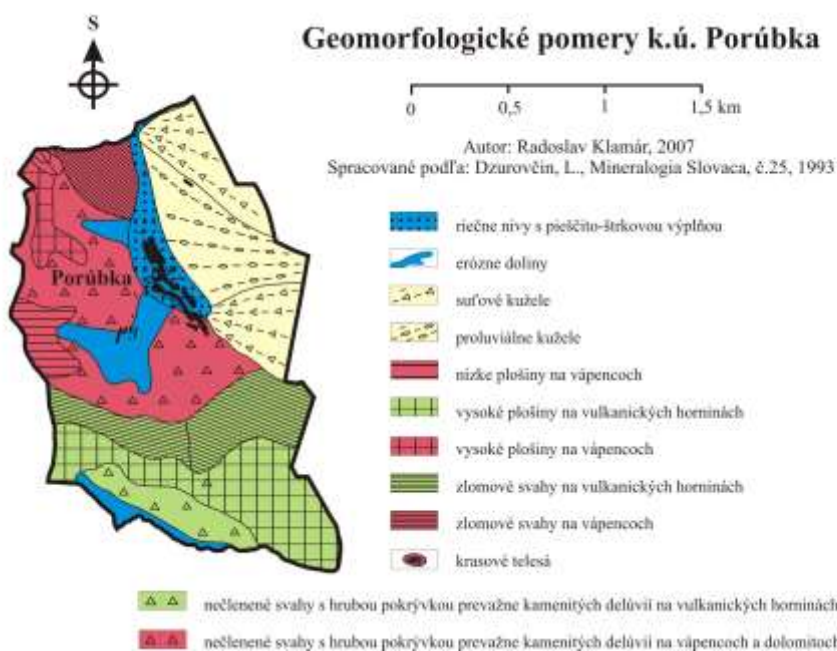 S
Geomorfologické pomery k.ú. Porúbka
0 0,5 1 1,5 km
Autor: Radoslav Klamár, 2007
Spracované podľa: Dzurovčin, L., Mineralogia Slovaca, č.25, 1993
Porúbka
riečne nivy s pieščito-štrkovou výplňou
erózne doliny
suťové kužele
proluviálne kužele
nízke plošiny na vápencoch
vysoké plošiny na vulkanických horninách
vysoké plošiny na vápencoch
zlomové svahy na vulkanických horninách
zlomové svahy na vápencoch
krasové telesá
nečlenené svahy s hrubou pokrývkou prevažne kamenitých delúvií na vulkanických horninách
nečlenené svahy s hrubou pokrývkou prevažne kamenitých delúvií na vápencoch a dolomitoch